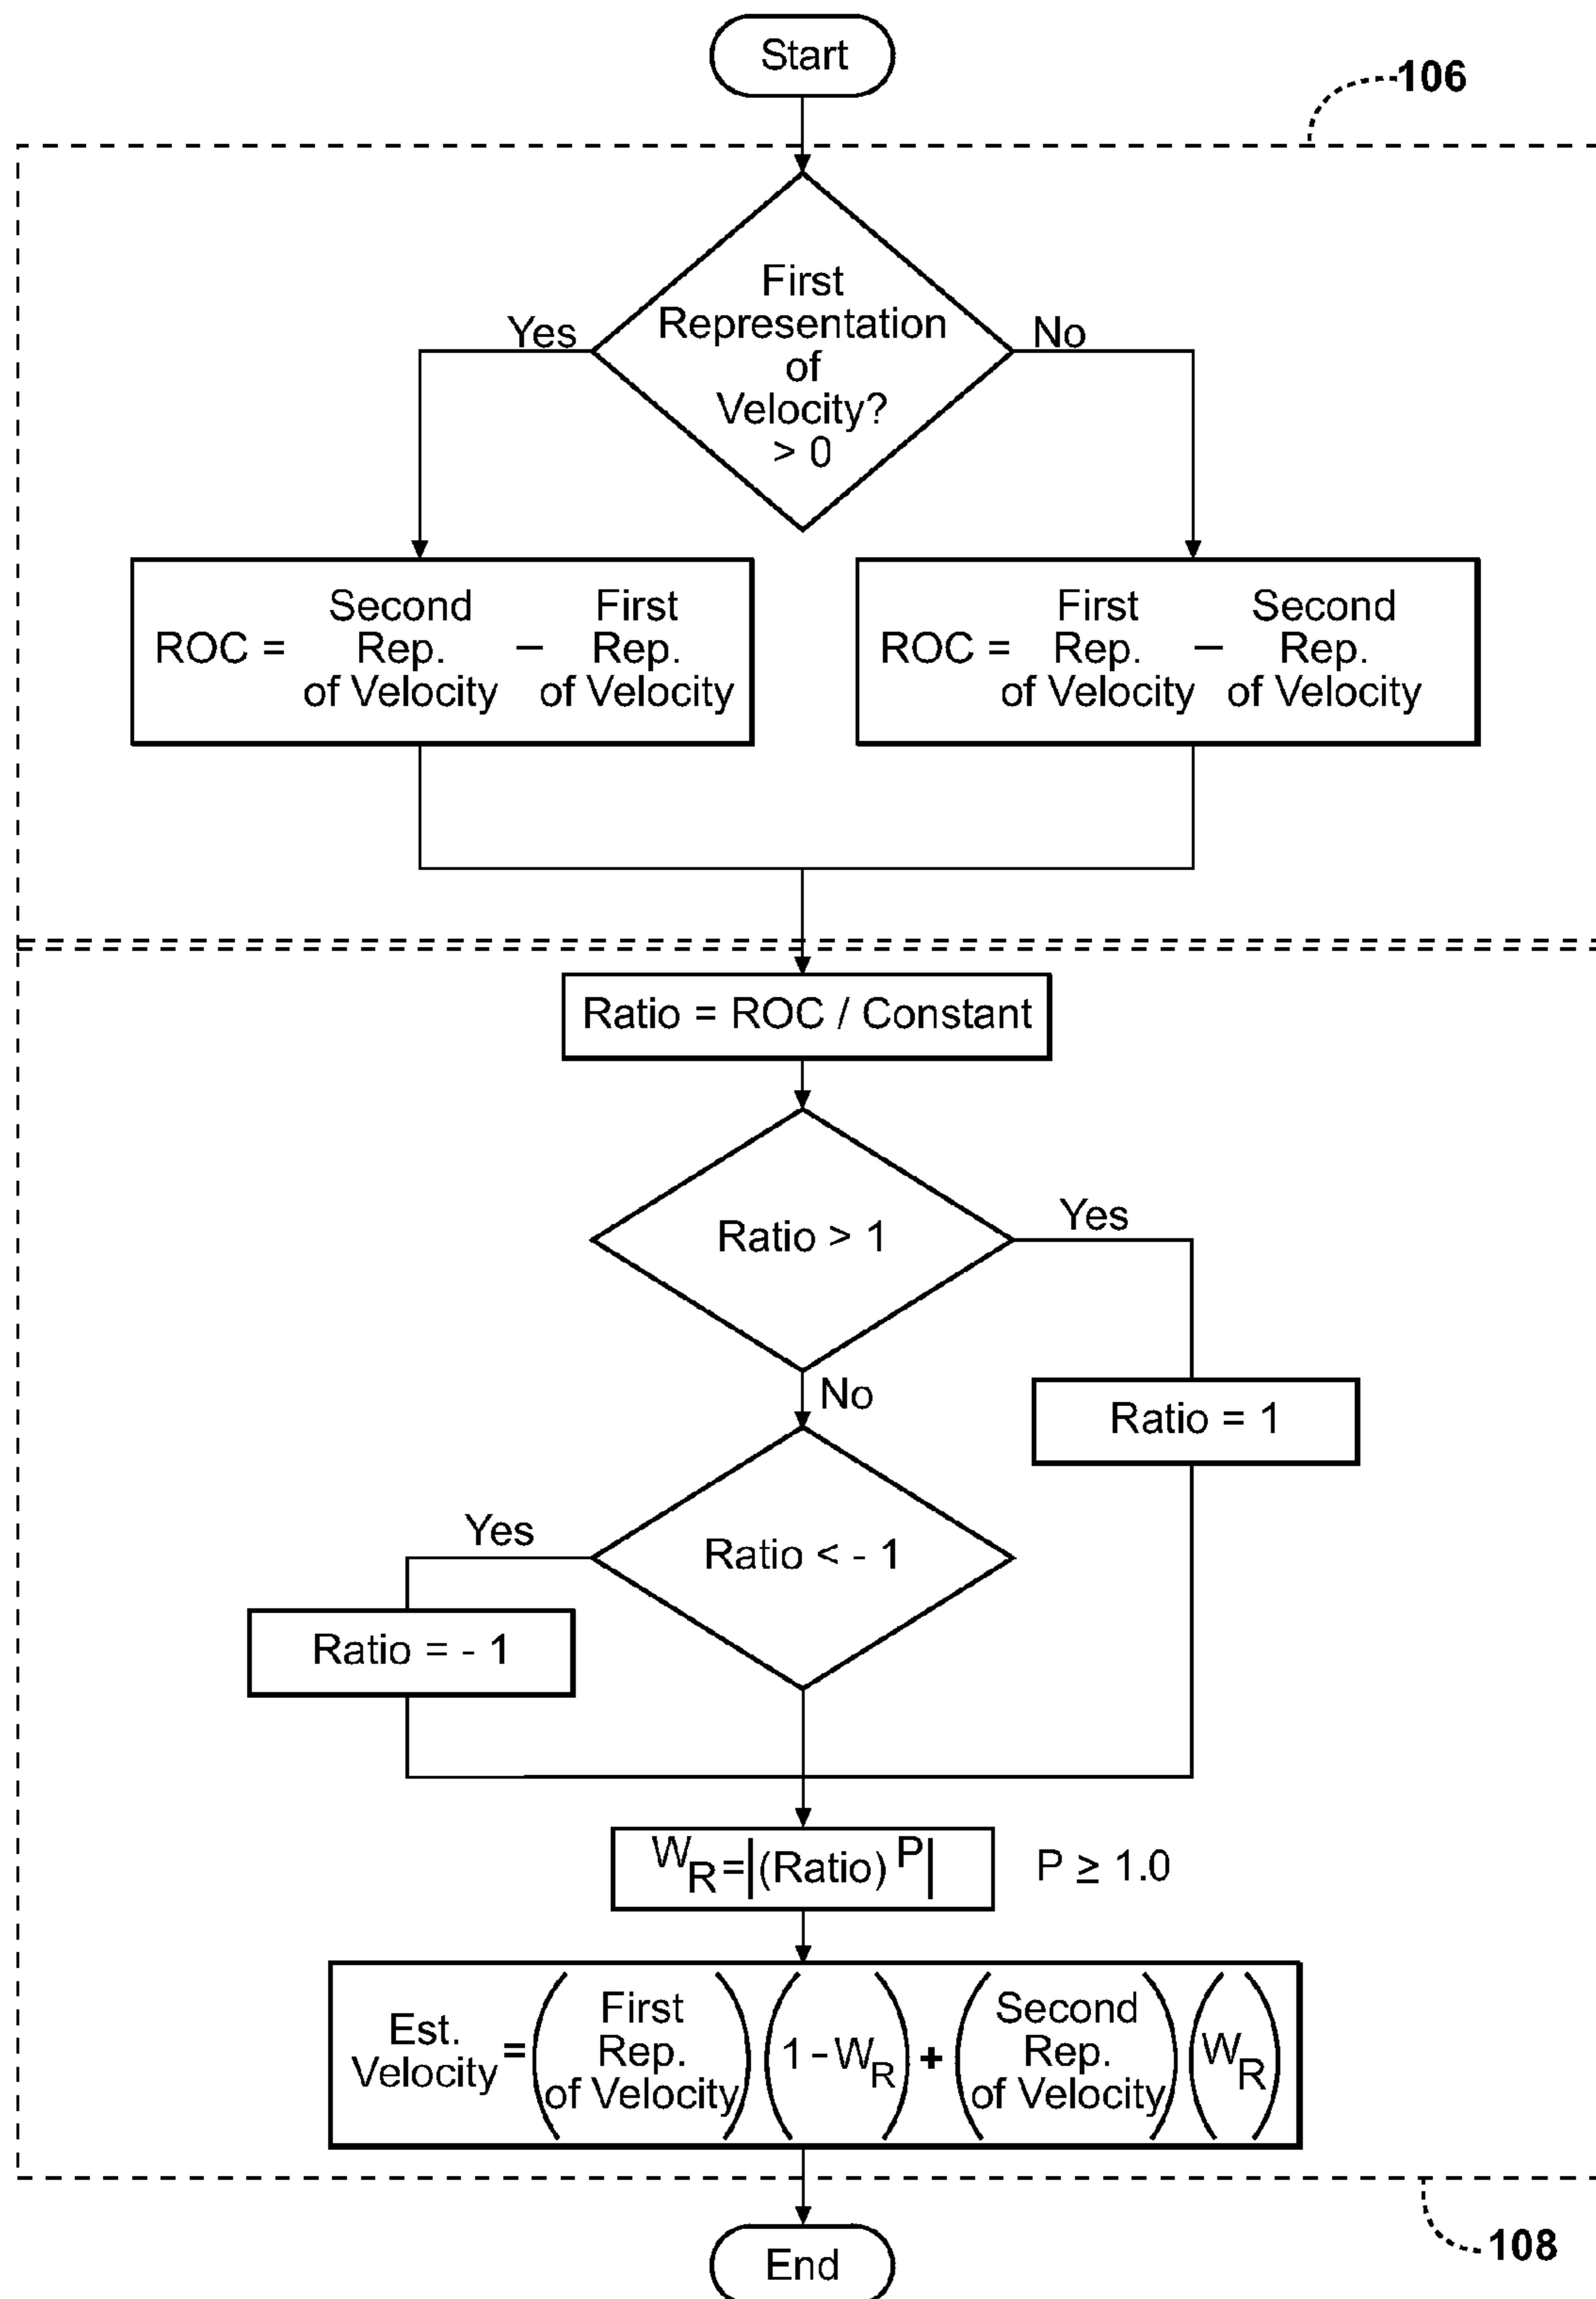 Start
106
First
Representation
of
Velocity?
> 0
Yes
No
Second First
ROC = Rep. – Rep.
of Velocity of Velocity
First Second
ROC = Rep. – Rep.
of Velocity of Velocity
Ratio = ROC / Constant
Ratio > 1
Yes
No
Ratio = 1
Ratio < - 1
Yes
Ratio = - 1
W_R = |(Ratio)^P|
P ≥ 1.0
Est. Velocity = (First Rep. of Velocity) (1 - W_R) + (Second Rep. of Velocity) (W_R)
108
End